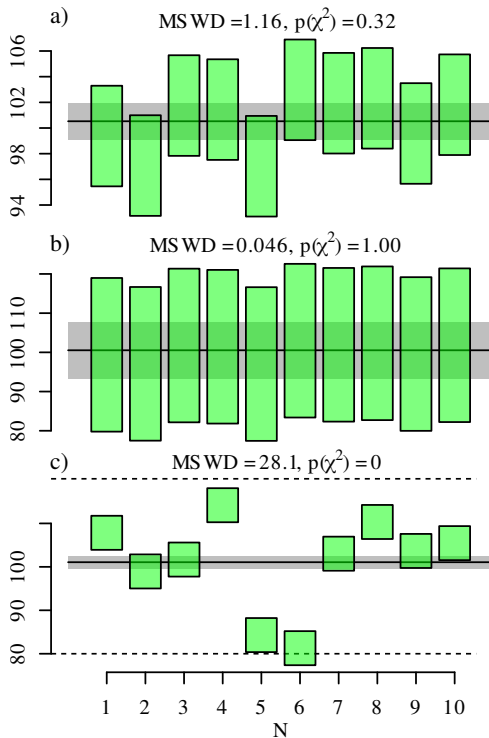 a)
MSWD =1.16, p(χ²)=0.32
106
102
98
94
b)
MSWD =0.046, p(χ²)=1.00
110
100
90
80
c)
MSWD =28.1, p(χ²)=0
100
90
80
1 2 3 4 5 6 7 8 9 10
N